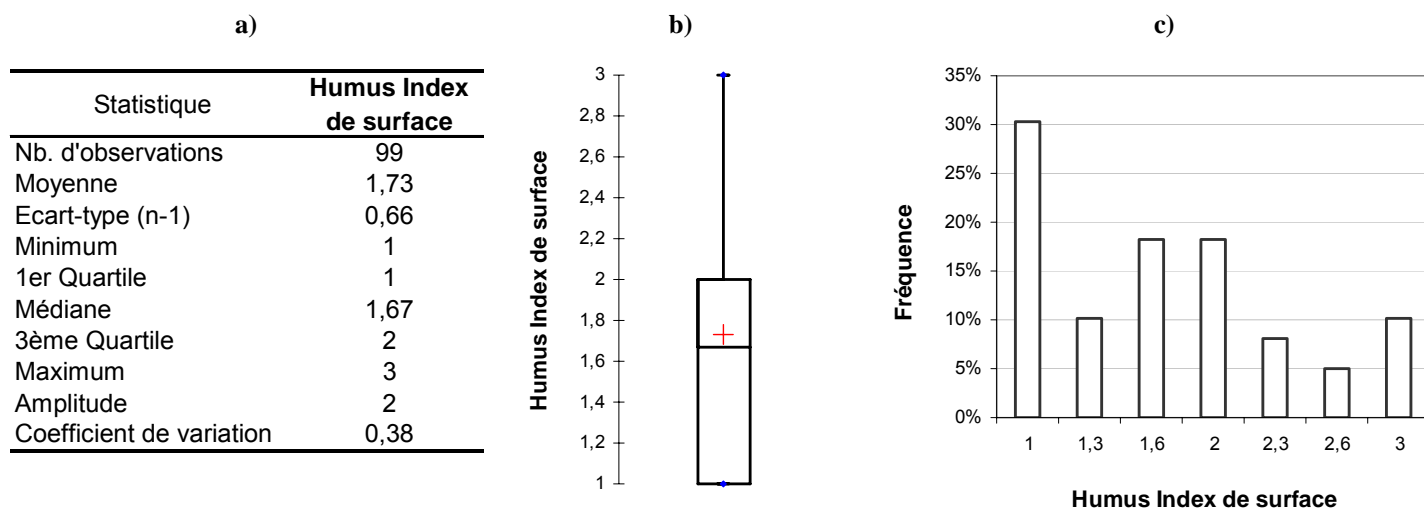 a)
b)
c)
Statistique
Humus Index
de surface
Nb. d'observations 99
Moyenne 1,73
Ecart-type (n-1) 0,66
Minimum 1
1er Quartile 1
Médiane 1,67
3ème Quartile 2
Maximum 3
Amplitude 2
Coefficient de variation 0,38
Humus Index de surface
3
2,8
2,6
2,4
2,2
2
1,8
1,6
1,4
1,2
1
Fréquence
35%
30%
25%
20%
15%
10%
5%
0%
1 1,3 1,6 2 2,3 2,6 3
Humus Index de surface